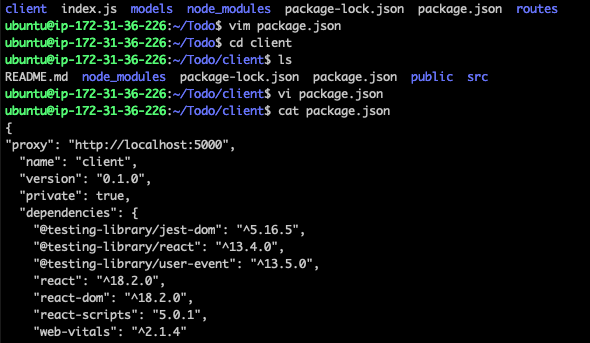 client index.js models node_modules package-lock.json package.json routes
ubuntu@ip-172-31-36-226:~/Todo$ vim package.json
ubuntu@ip-172-31-36-226:~/Todo$ cd client
ubuntu@ip-172-31-36-226:~/Todo/client$ ls
README.md node_modules package-lock.json package.json public src
ubuntu@ip-172-31-36-226:~/Todo/client$ vi package.json
ubuntu@ip-172-31-36-226:~/Todo/client$ cat package.json
{
"proxy": "http://localhost:5000",
  "name": "client",
  "version": "0.1.0",
  "private": true,
  "dependencies": {
    "@testing-library/jest-dom": "^5.16.5",
    "@testing-library/react": "^13.4.0",
    "@testing-library/user-event": "^13.5.0",
    "react": "^18.2.0",
    "react-dom": "^18.2.0",
    "react-scripts": "5.0.1",
    "web-vitals": "^2.1.4"